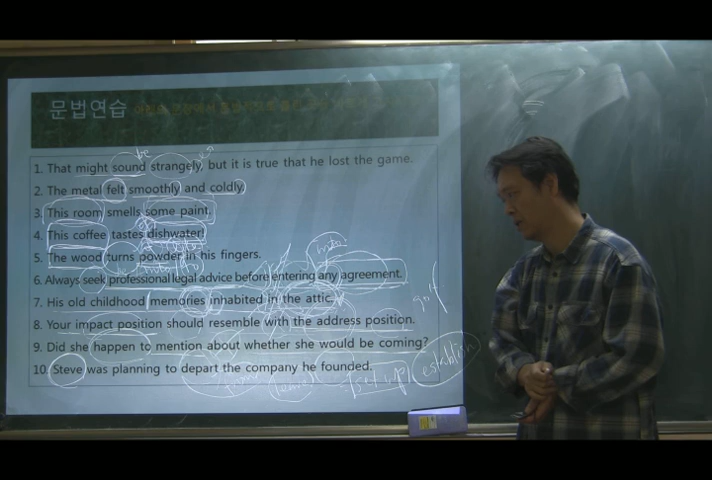 문법연습
1. That might sound strangely, but it is true that he lost the game.
2. The metal felt smoothly and coldly.
3. This room smells some paint.
4. This coffee tastes dishwater!
5. The wood turns powder in his fingers.
6. Always seek professional legal advice before entering any agreement.
7. His old childhood memories inhabited in the attic.
8. Your impact position should resemble with the address position.
9. Did she happen to mention about whether she would be coming?
10. Steve was planning to depart the company he founded.
be
set up
establish